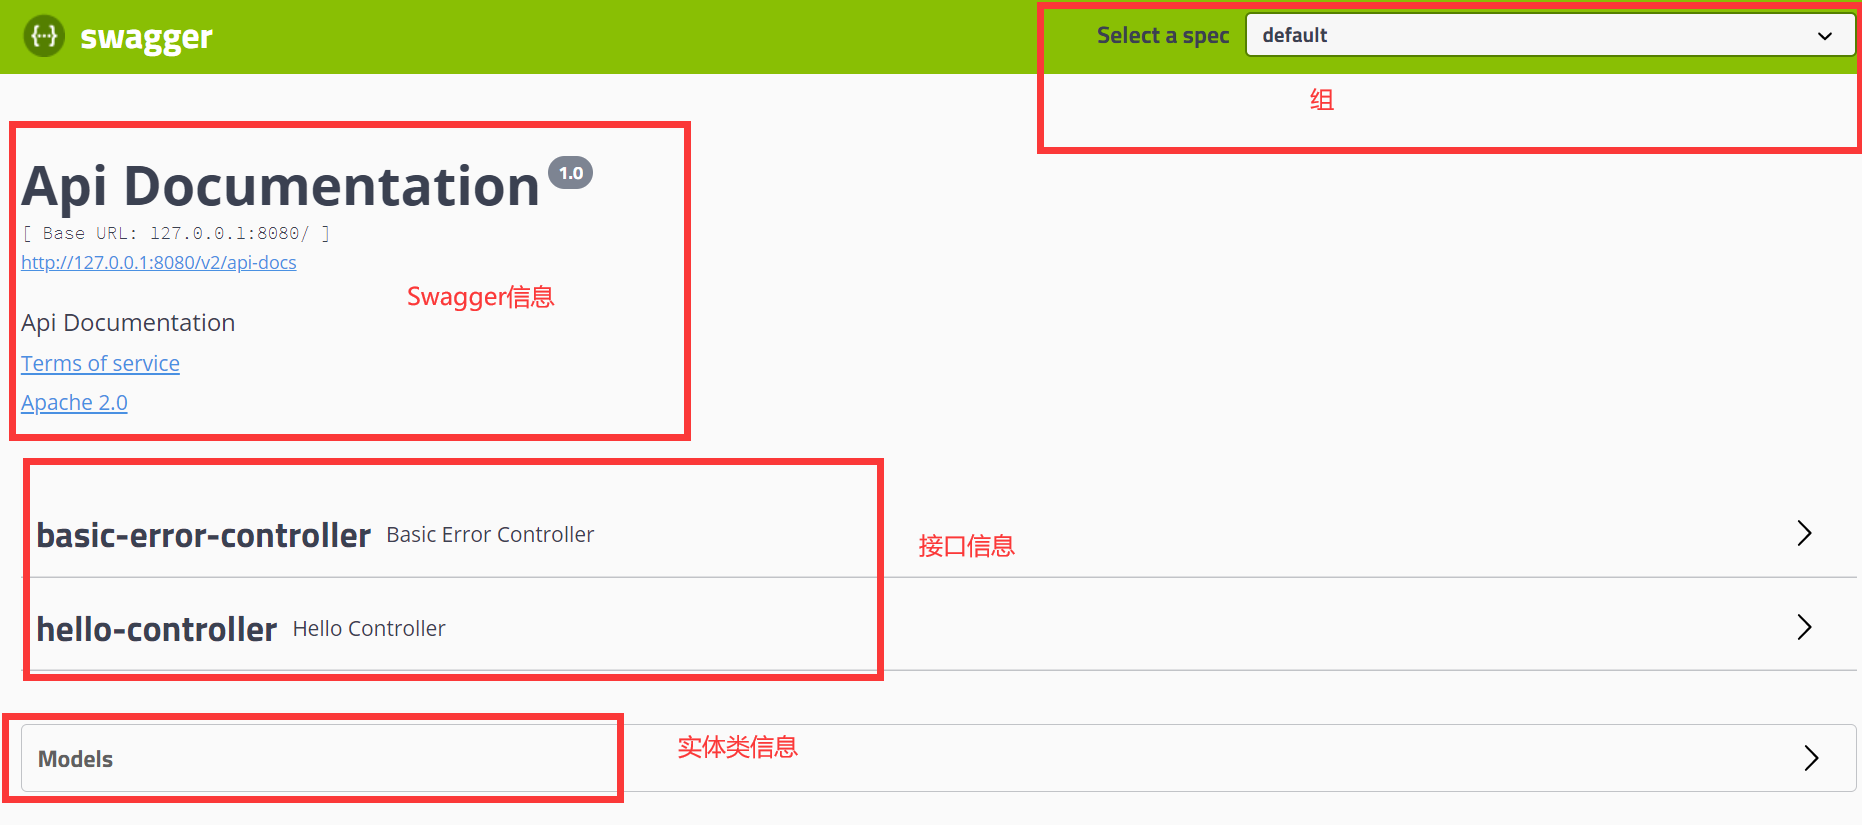 swagger
Select a spec default
组
Api Documentation 1.0
[ Base URL: 127.0.0.1:8080/ ]
http://127.0.0.1:8080/v2/api-docs
Swagger信息
Api Documentation
Terms of service
Apache 2.0
basic-error-controller Basic Error Controller
接口信息
hello-controller Hello Controller
实体类信息
Models